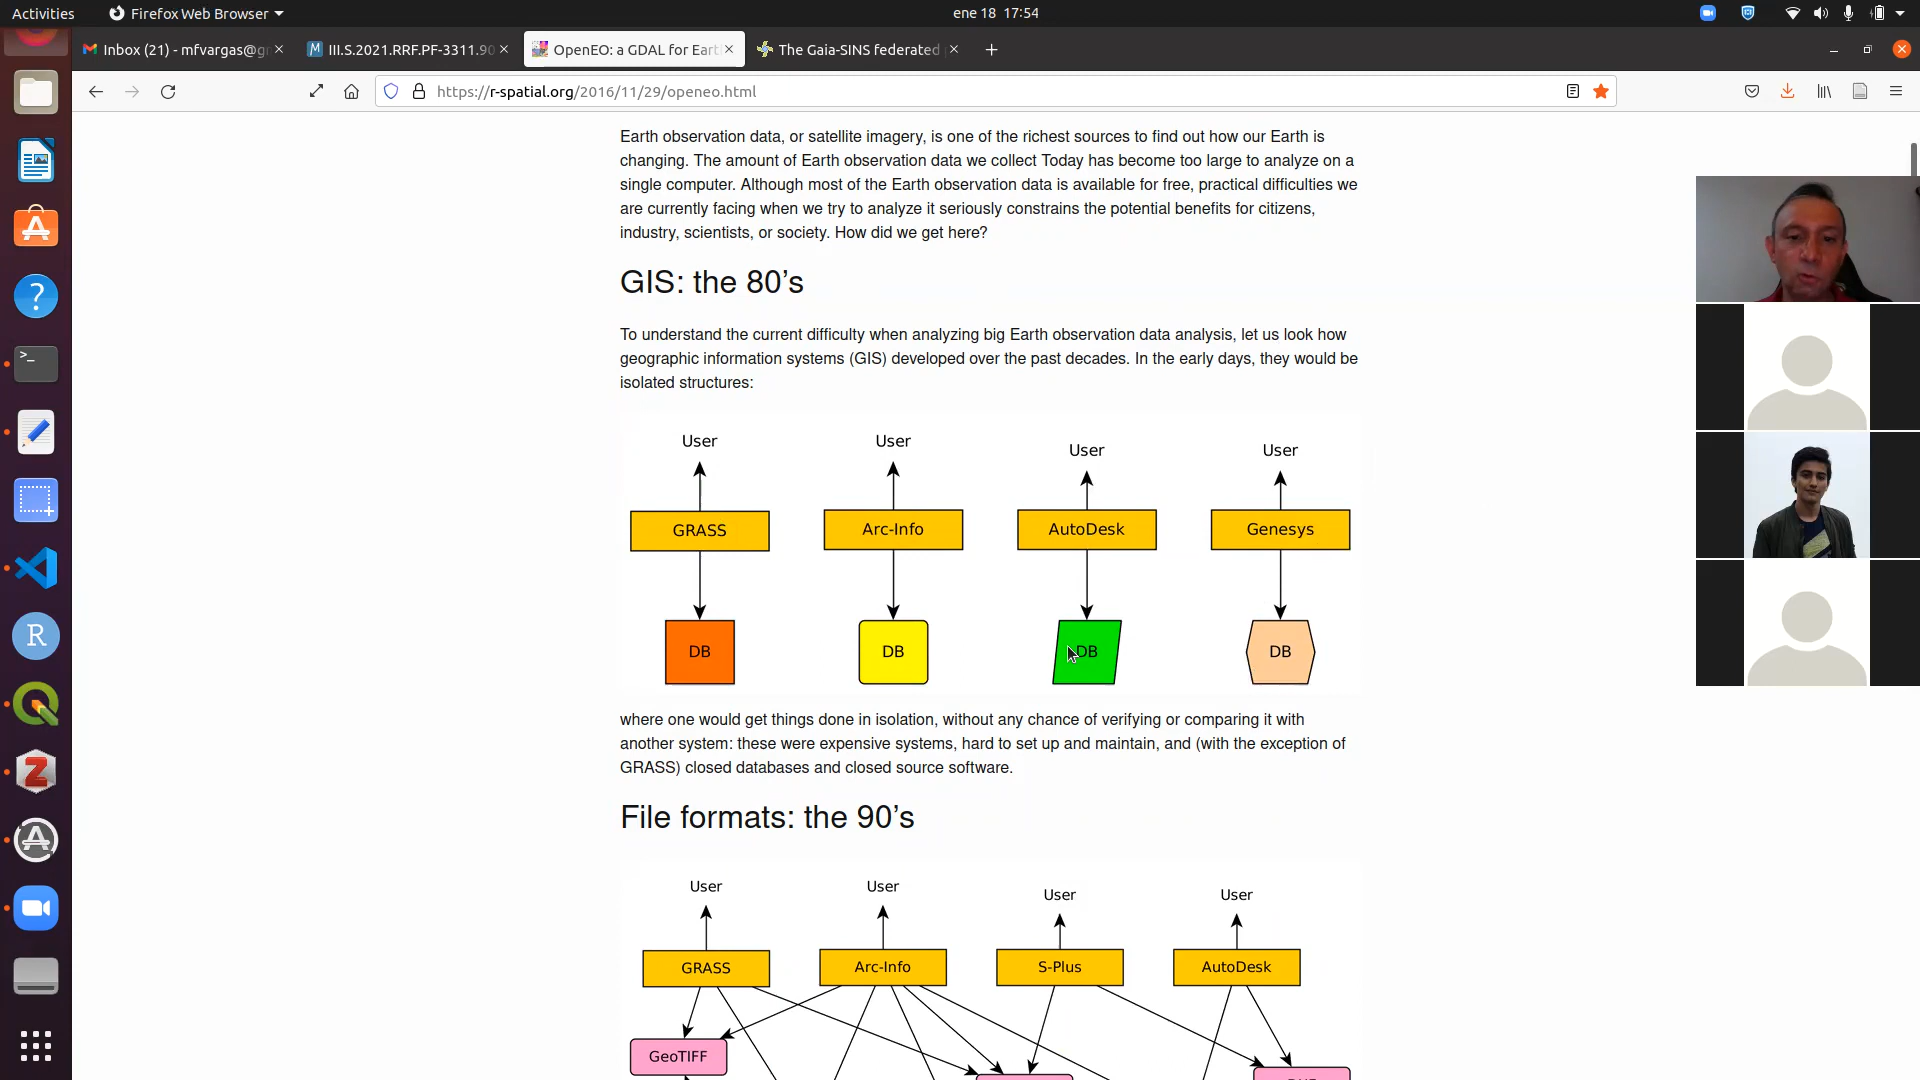 Activities
Firefox Web Browser
ene 18 17:54
Inbox (21) - mfvargas@g
III.S.2021.RRF.PF-3311.90
OpenEO: a GDAL for Eart
The Gaia-SINS federated
https://r-spatial.org/2016/11/29/openeo.html
Earth observation data, or satellite imagery, is one of the richest sources to find out how our Earth is
changing. The amount of Earth observation data we collect Today has become too large to analyze on a
single computer. Although most of the Earth observation data is available for free, practical difficulties we
are currently facing when we try to analyze it seriously constrains the potential benefits for citizens,
industry, scientists, or society. How did we get here?
GIS: the 80's
To understand the current difficulty when analyzing big Earth observation data analysis, let us look how
geographic information systems (GIS) developed over the past decades. In the early days, they would be
isolated structures:
User User User User
GRASS Arc-Info AutoDesk Genesys
DB DB DB DB
where one would get things done in isolation, without any chance of verifying or comparing it with
another system: these were expensive systems, hard to set up and maintain, and (with the exception of
GRASS) closed databases and closed source software.
File formats: the 90's
User User User User
GRASS Arc-Info S-Plus AutoDesk
GeoTIFF